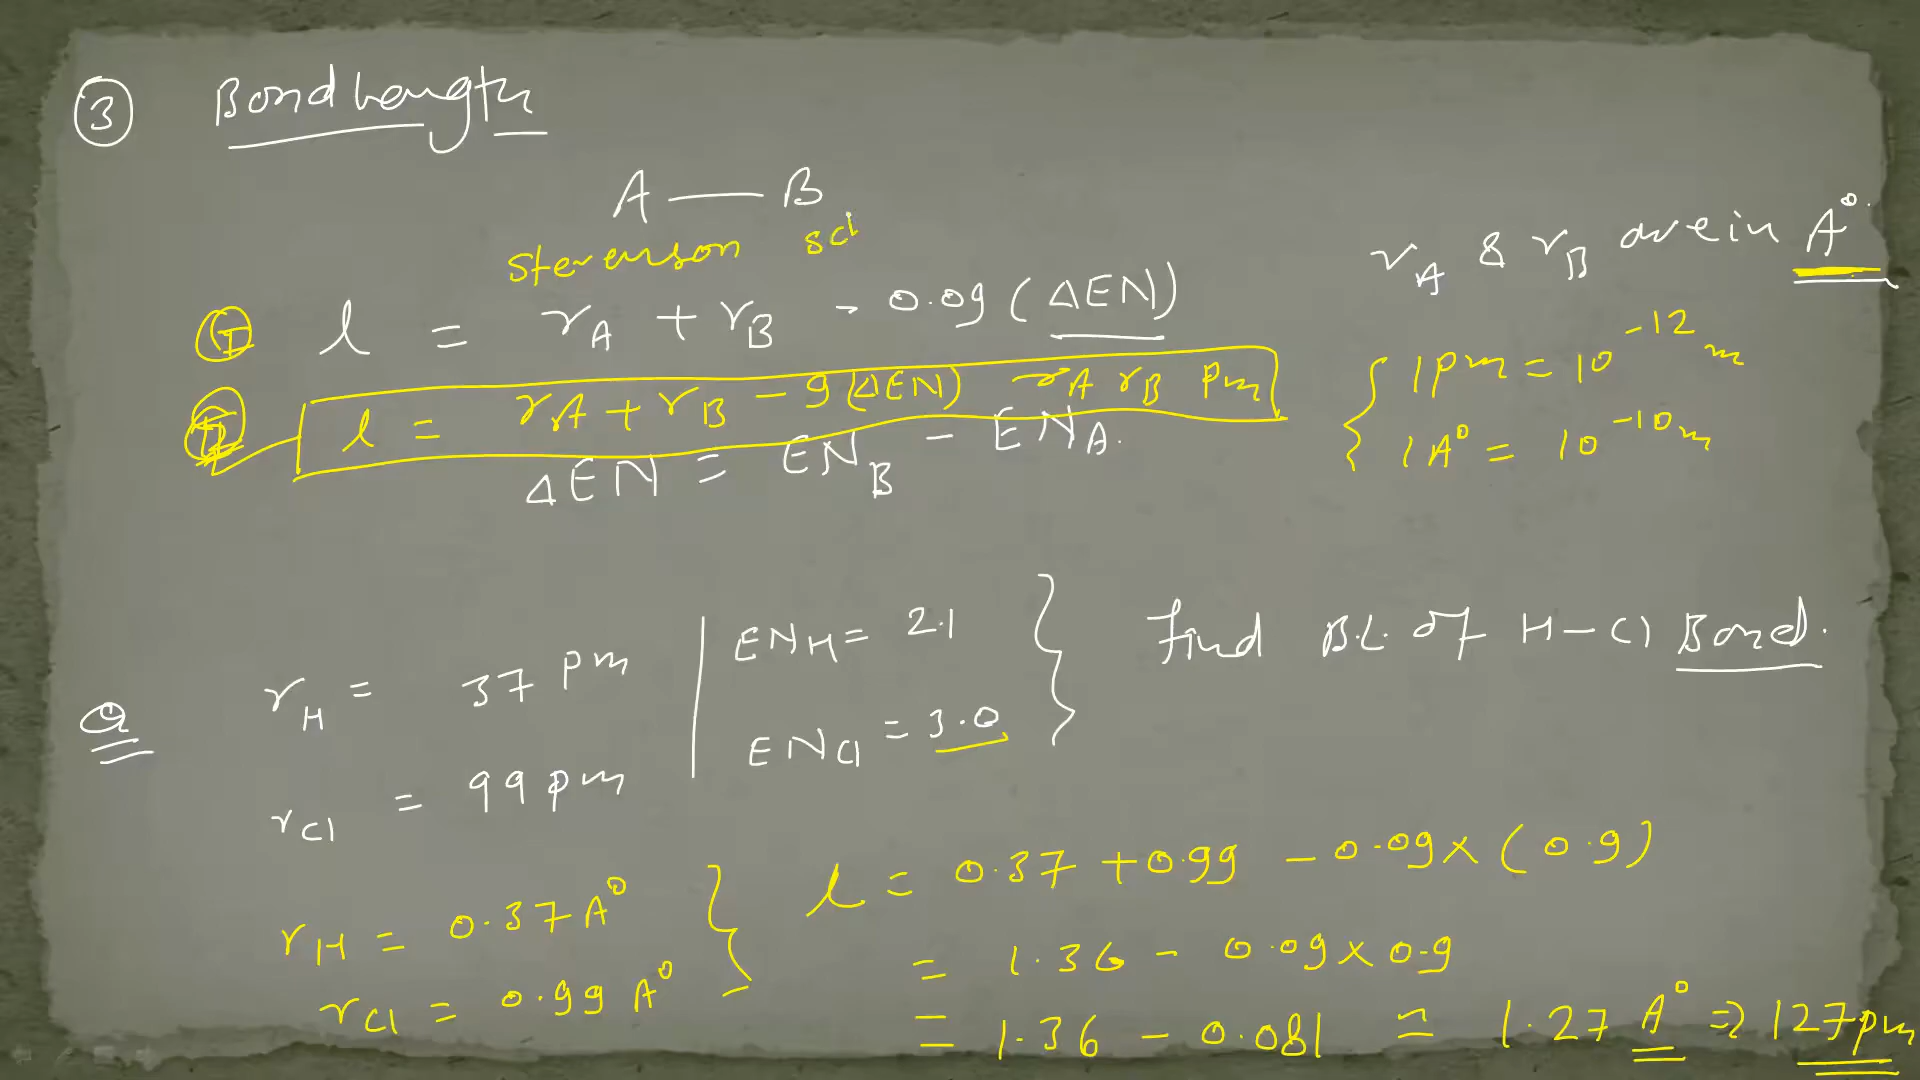 ③ Bond Length
A — B
Stevenson
① l = rA + rB - 0.09 (ΔEN)
rA & rB are in A°.
② l = rA + rB - 9 (ΔEN) rA rB pm
1pm = 10⁻¹² m
1A° = 10⁻¹⁰ m
ΔEN = ENB - ENA.
Q rH = 37 pm
rCl = 99 pm
ENH = 2.1
ENCl = 3.0
find B.L. of H-Cl Bond.
rH = 0.37 A°
rCl = 0.99 A°
l = 0.37 + 0.99 - 0.09 x (0.9)
= 1.36 - 0.09 x 0.9
= 1.36 - 0.081 ≈ 1.27 A° ⇒ 127 pm